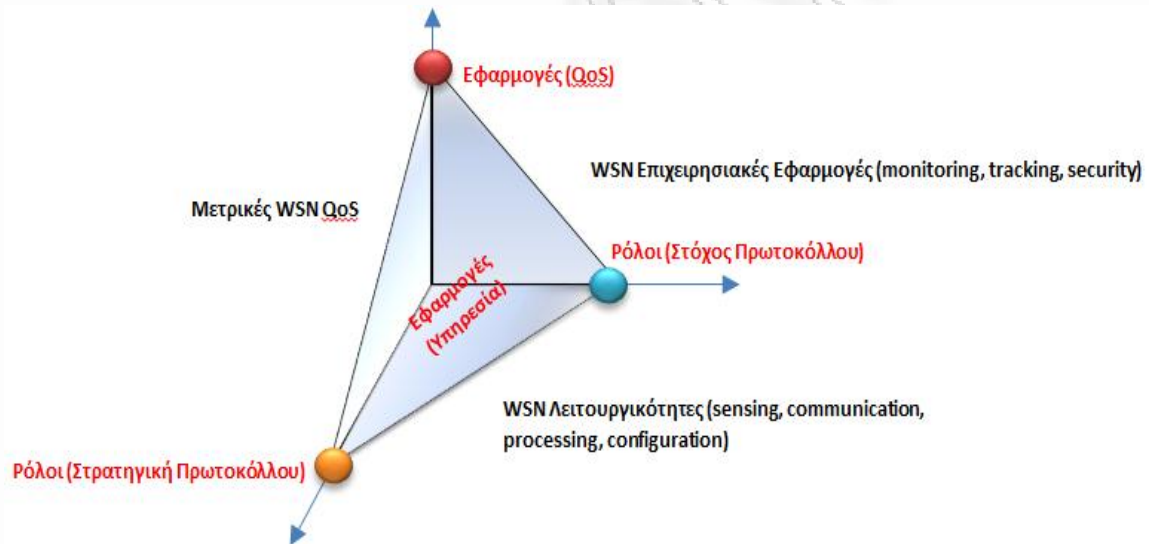 Εφαρμογές (QoS)
WSN Επιχειρησιακές Εφαρμογές (monitoring, tracking, security)
Μετρικές WSN QoS
Ρόλοι (Στόχος Πρωτοκόλλου)
Εφαρμογές
(Υπηρεσία)
WSN Λειτουργικότητες (sensing, communication,
processing, configuration)
Ρόλοι (Στρατηγική Πρωτοκόλλου)